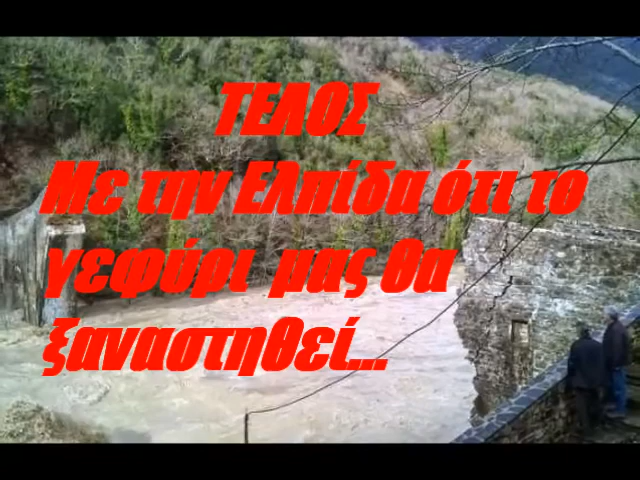 ΤΕΛΟΣ
Με την Ελπίδα ότι το
γεφύρι μας θα
ξαναστηθεί...